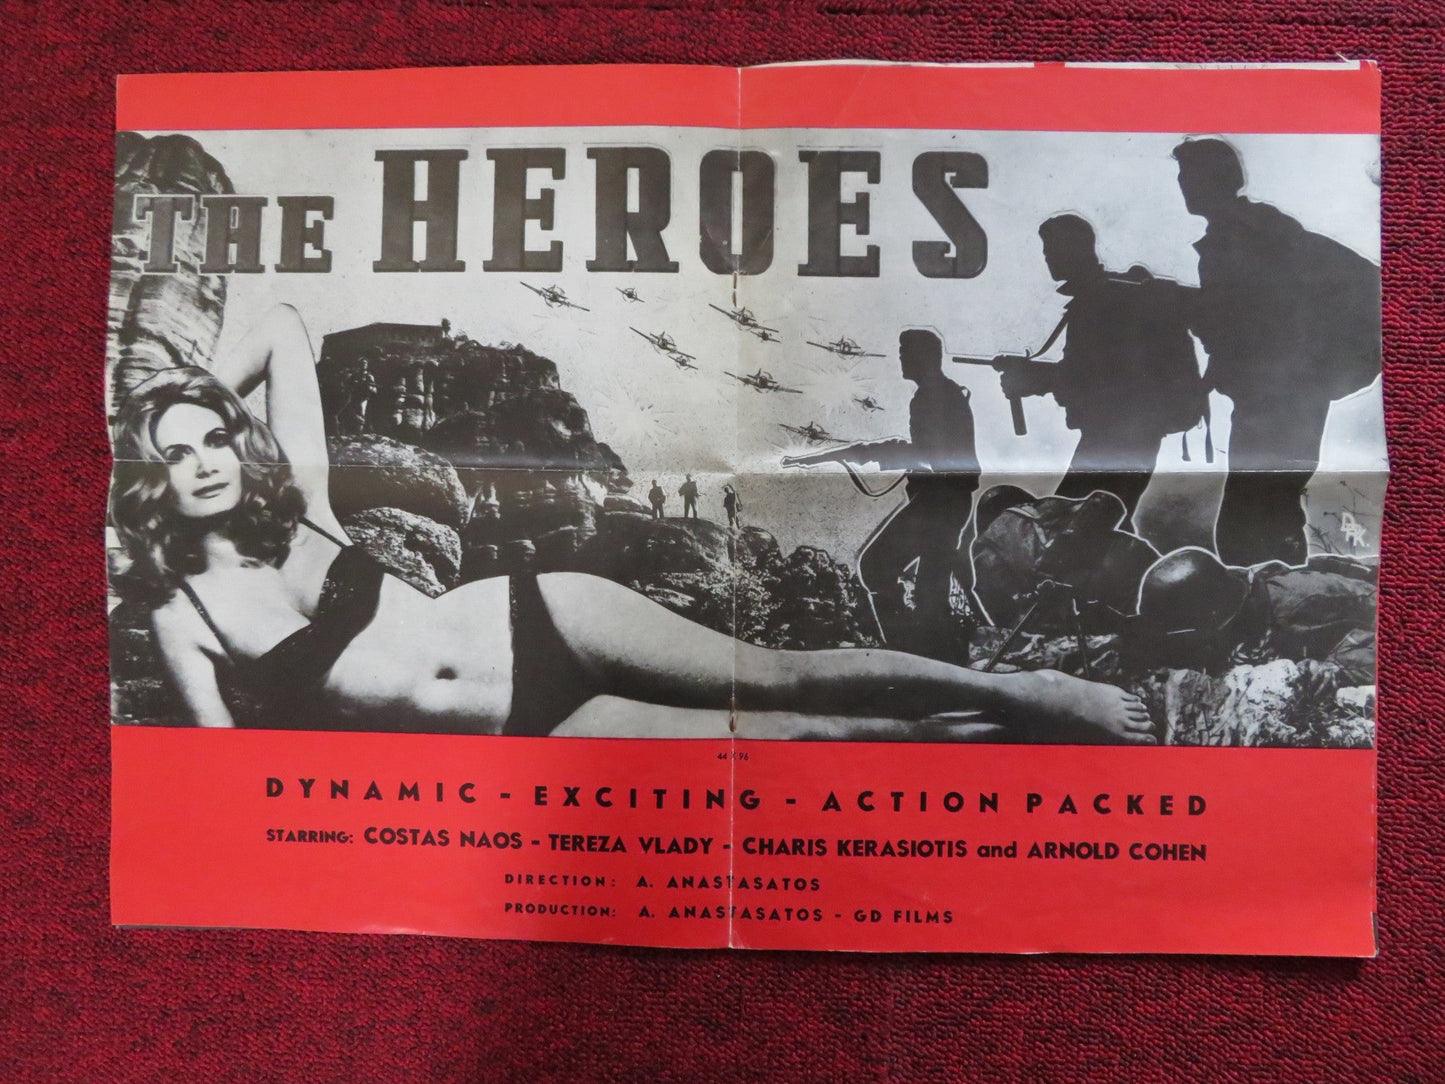 THE HEROES
44 X 96
DYNAMIC - EXCITING - ACTION PACKED
STARRING: COSTAS NAOS - TEREZA VLADY - CHARIS KERASIOTIS and ARNOLD COHEN
DIRECTION: A. ANASTASATOS
PRODUCTION: A. ANASTASATOS - GD FILMS